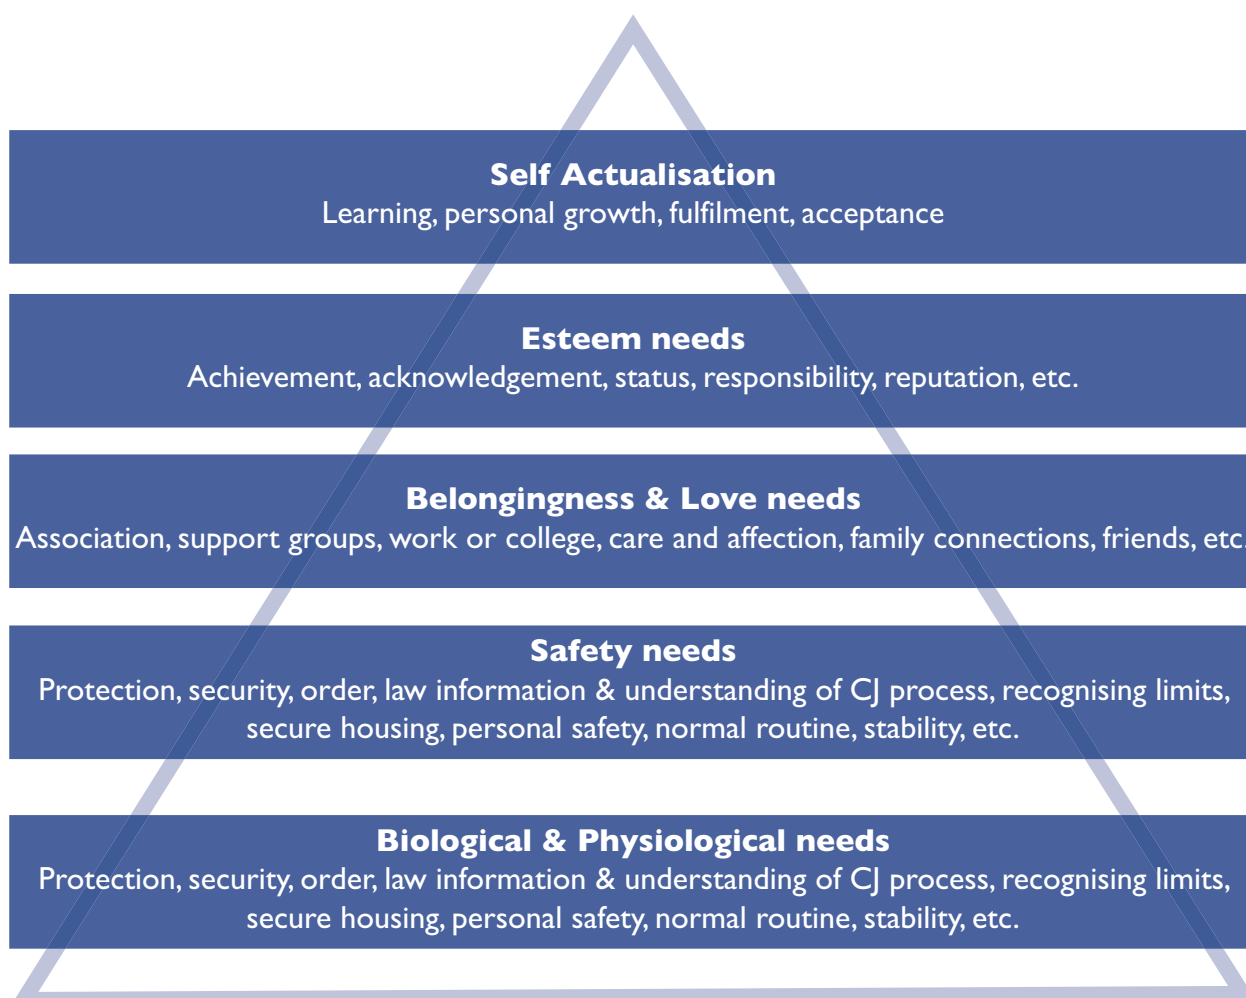 Self Actualisation
Learning, personal growth, fulfilment, acceptance
Esteem needs
Achievement, acknowledgement, status, responsibility, reputation, etc.
Belongingness & Love needs
Association, support groups, work or college, care and affection, family connections, friends, etc.
Safety needs
Protection, security, order, law information & understanding of CJ process, recognising limits,
secure housing, personal safety, normal routine, stability, etc.
Biological & Physiological needs
Protection, security, order, law information & understanding of CJ process, recognising limits,
secure housing, personal safety, normal routine, stability, etc.